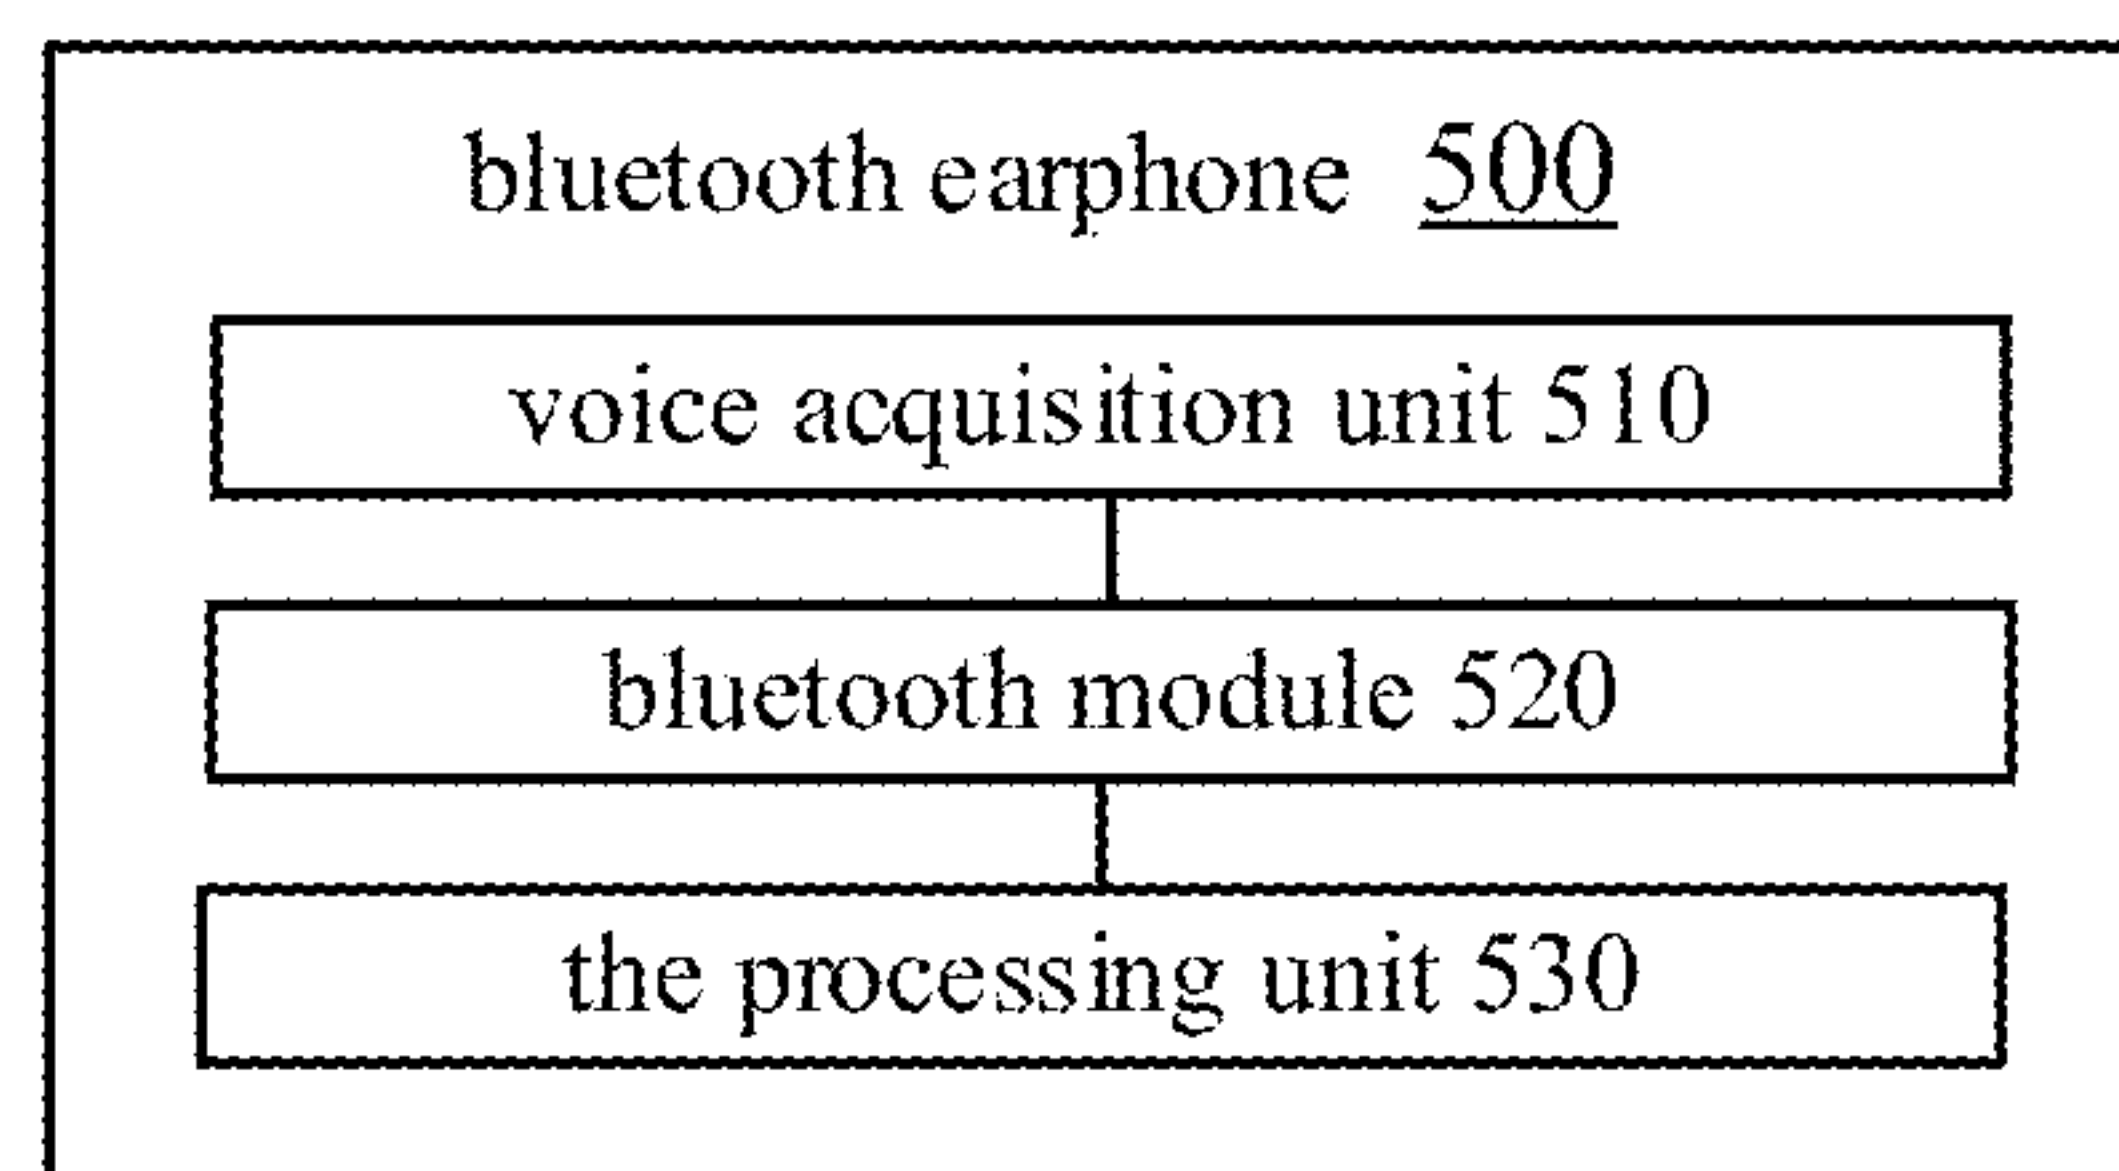 bluetooth earphone 500
voice acquisition unit 510
bluetooth module 520
the processing unit 530